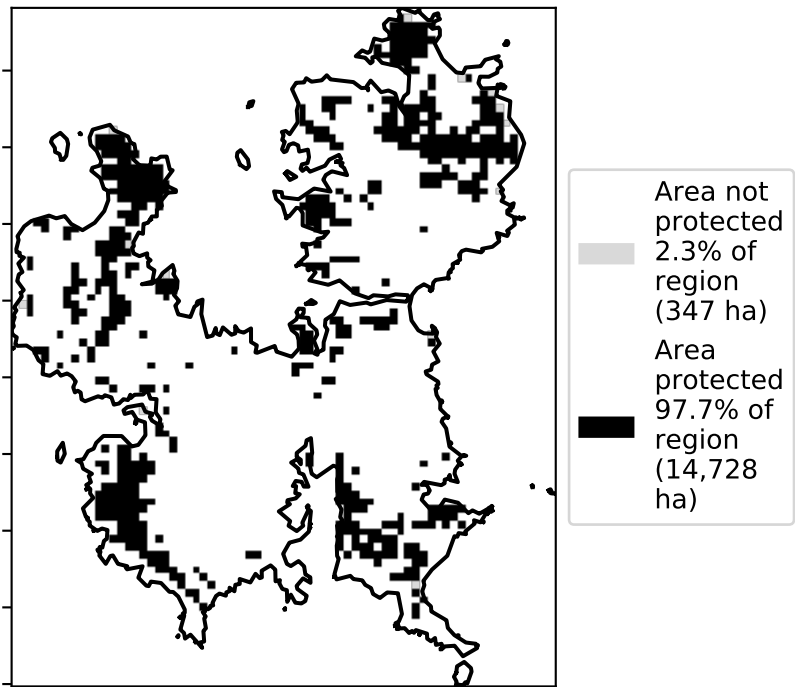 Area not
protected
2.3% of
region
(347 ha)
Area
protected
97.7% of
region
(14,728
ha)